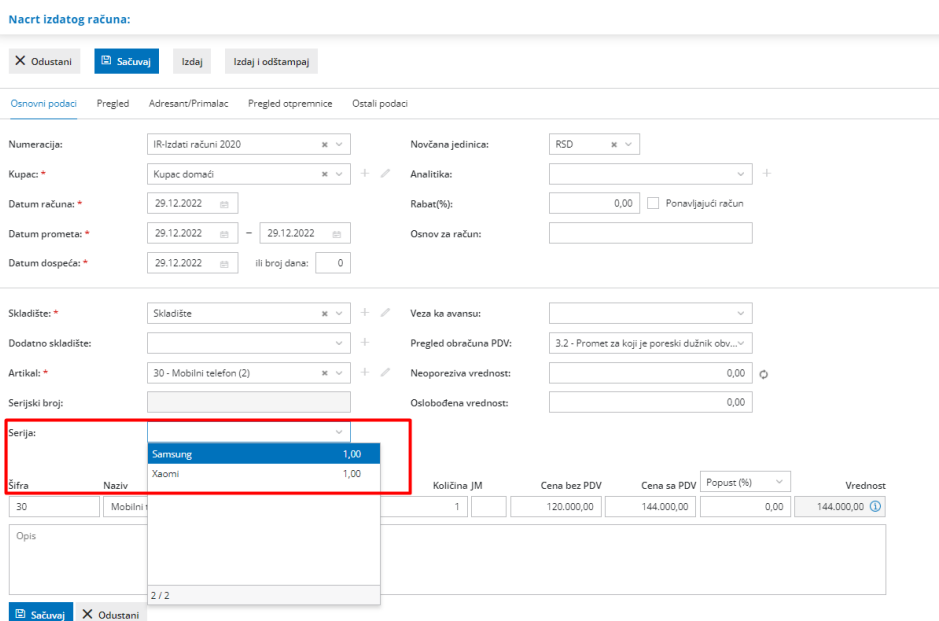 Nacrt izdatog računa:
Odustani Sačuvaj Izdaj Izdaj i odštampaj
Osnovni podaci Pregled Adresant/Primalac Pregled otpremnice Ostali podaci
Numeracija: IR-Izdati računi 2020 Novčana jedinica: RSD
Kupac: * Kupac domaći Analitika:
Datum računa: * 29.12.2022 Rabat(%): 0,00 Ponavljajući račun
Datum prometa: * 29.12.2022 – 29.12.2022 Osnov za račun:
Datum dospeća: * 29.12.2022 ili broj dana: 0
Skladište: * Skladište Veza ka avansu:
Dodatno skladište: Pregled obračuna PDV: 3.2 - Promet za koji je poreski dužnik obv...
Artikal: * 30 - Mobilni telefon (2) Neoporeziva vrednost: 0,00
Serijski broj: Oslobođena vrednost: 0,00
Serija:
Samsung 1,00
Xaomi 1,00
Šifra Naziv Količina JM Cena bez PDV Cena sa PDV Popust (%) Vrednost
30 Mobilni 1 120.000,00 144.000,00 0,00 144.000,00
Opis
2 / 2
Sačuvaj Odustani